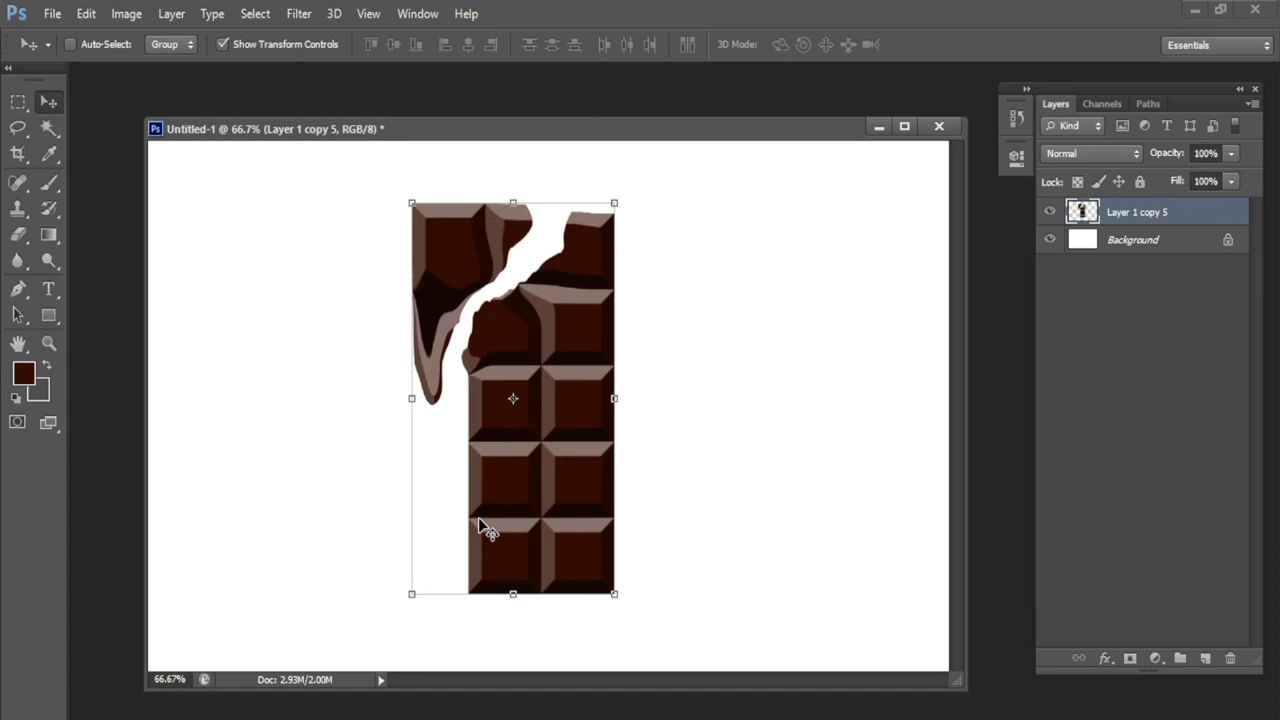 Ps File Edit Image Layer Type Select Filter 3D View Window Help
Auto-Select: Group Show Transform Controls 3D Mode: Essentials
Ps Untitled-1 @ 66.7% (Layer 1 copy 5, RGB/8) *
Layers Channels Paths
Kind T
Normal Opacity: 100%
Lock: Fill: 100%
Layer 1 copy 5
Background
T
fx
66.67% Doc: 2.93M/2.00M